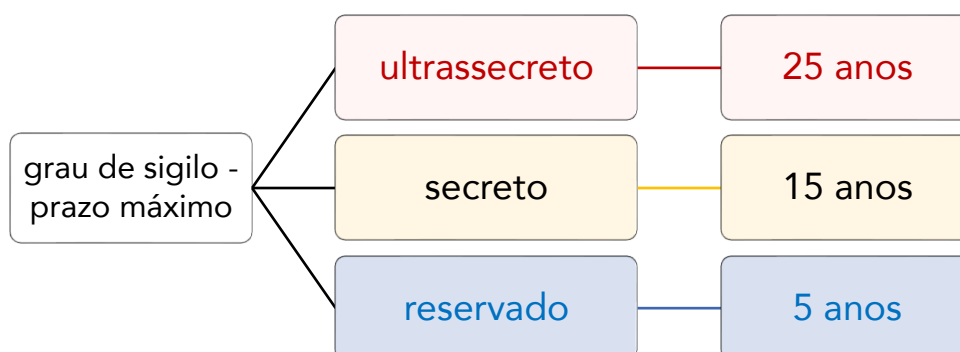 grau de sigilo -
prazo máximo
ultrassecreto
25 anos
secreto
15 anos
reservado
5 anos